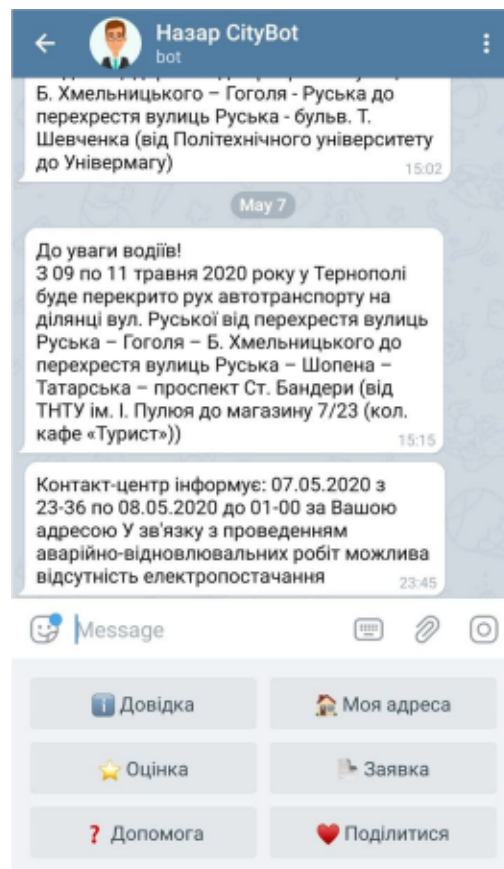 Назар CityBot
bot
Б. Хмельницького – Гоголя - Руська до
перехрестя вулиць Руська - бульв. Т.
Шевченка (від Політехнічного університету
до Універмагу)
15:02
May 7
До уваги водіїв!
З 09 по 11 травня 2020 року у Тернополі
буде перекрито рух автотранспорту на
ділянці вул. Руської від перехрестя вулиць
Руська – Гоголя – Б. Хмельницького до
перехрестя вулиць Руська – Шопена –
Татарська – проспект Ст. Бандери (від
ТНТУ ім. І. Пулюя до магазину 7/23 (кол.
кафе «Турист»))
15:15
Контакт-центр інформує: 07.05.2020 з
23-36 по 08.05.2020 до 01-00 за Вашою
адресою У зв'язку з проведенням
аварійно-відновлювальних робіт можлива
відсутність електропостачання
23:45
Message
Довідка
Моя адреса
Оцінка
Заявка
Допомога
Поділитися